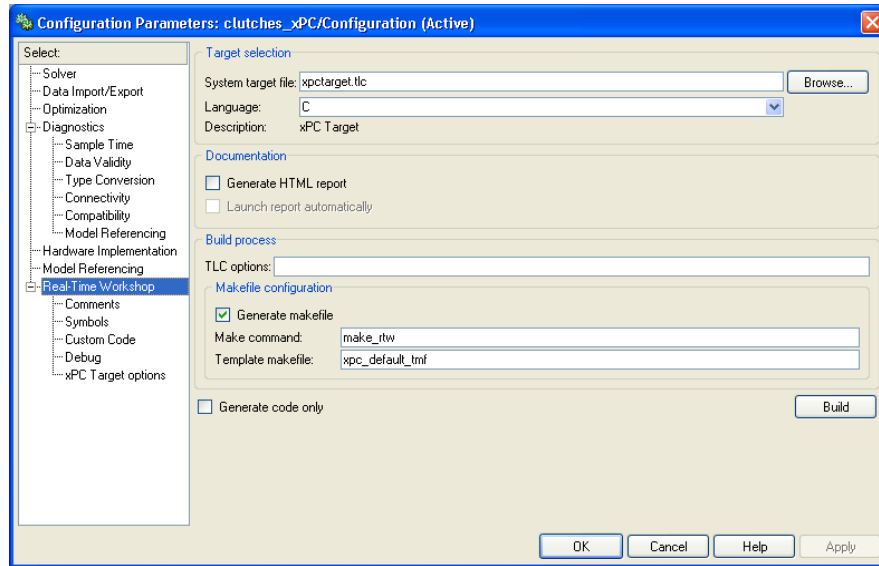 Configuration Parameters: clutches_xPC/Configuration (Active)
Select:
Solver
Data Import/Export
Optimization
Diagnostics
Sample Time
Data Validity
Type Conversion
Connectivity
Compatibility
Model Referencing
Hardware Implementation
Model Referencing
Real-Time Workshop
Comments
Symbols
Custom Code
Debug
xPC Target options
Target selection
System target file: xpctarget.tlc Browse...
Language: C
Description: xPC Target
Documentation
Generate HTML report
Launch report automatically
Build process
TLC options:
Makefile configuration
Generate makefile
Make command: make_rtw
Template makefile: xpc_default_tmf
Generate code only Build
OK Cancel Help Apply